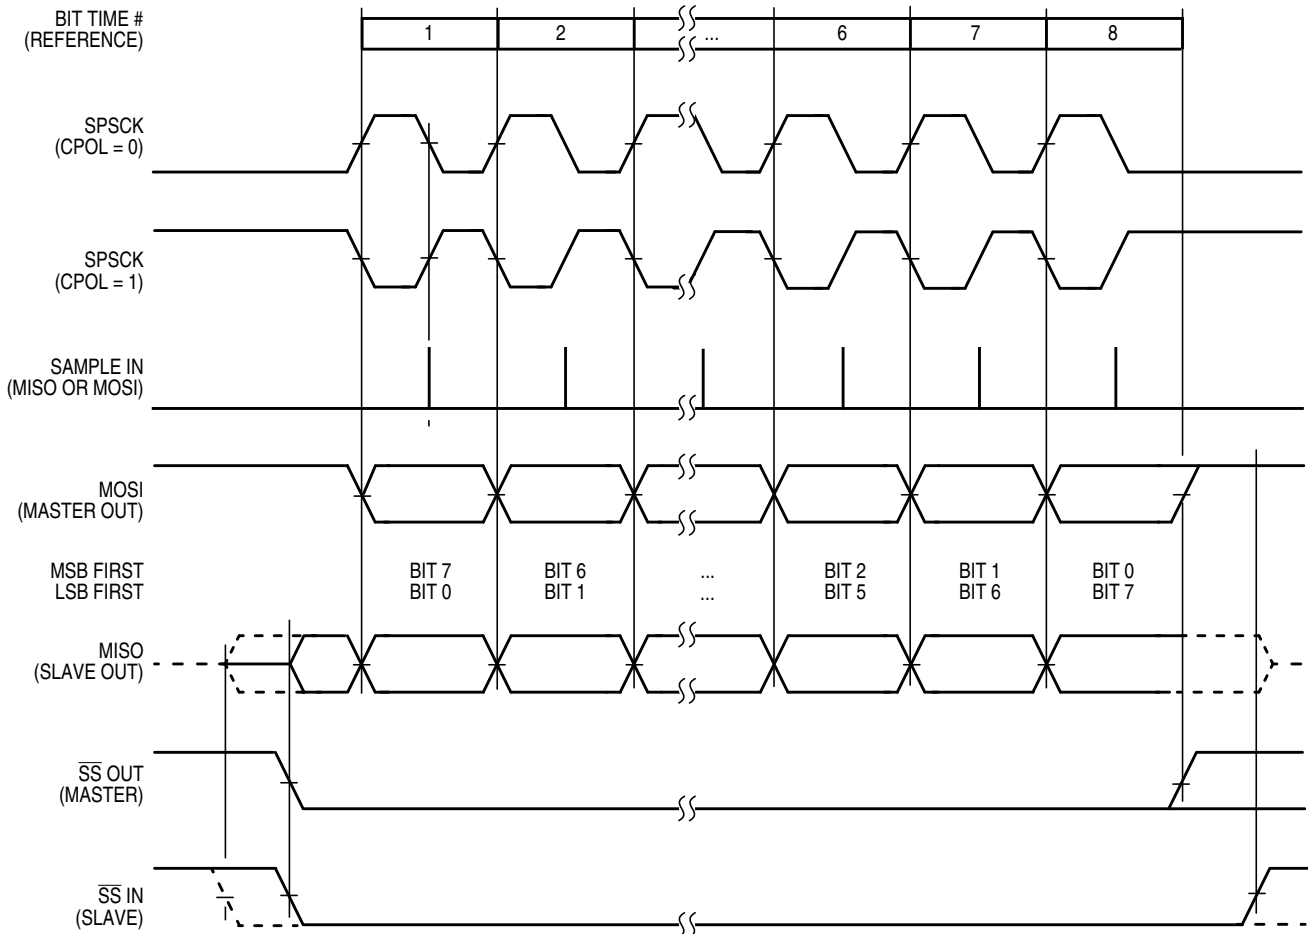 BIT TIME #
(REFERENCE)
1 2 ... 6 7 8
SPSCK
(CPOL = 0)
SPSCK
(CPOL = 1)
SAMPLE IN
(MISO OR MOSI)
MOSI
(MASTER OUT)
MSB FIRST BIT 7 BIT 6 ... BIT 2 BIT 1 BIT 0
LSB FIRST BIT 0 BIT 1 ... BIT 5 BIT 6 BIT 7
MISO
(SLAVE OUT)
S̅S̅ OUT
(MASTER)
S̅S̅ IN
(SLAVE)